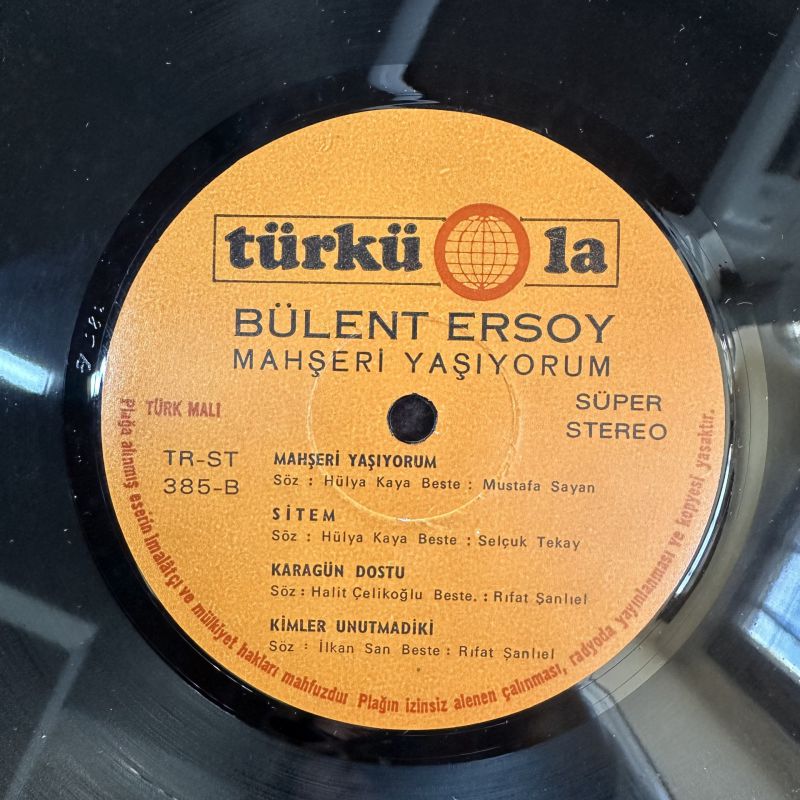 türkü la
BÜLENT ERSOY
MAHŞERİ YAŞIYORUM
SÜPER
STEREO
TÜRK MALI
TR-ST
385-B
MAHŞERİ YAŞIYORUM
Söz : Hülya Kaya Beste : Mustafa Sayan
SİTEM
Söz : Hülya Kaya Beste : Selçuk Tekay
KARAGÜN DOSTU
Söz : Halit Çelikoğlu Beste. : Rıfat Şanlıel
KİMLER UNUTMADIKI
Söz : İlkan San Beste : Rıfat Şanlıel
Plağa alınmış eserin imalâtçı ve mülkiyet hakları mahfuzdur Plağın izinsiz alenen çalınması, radyoda yayınlanması ve kopyesi yasaktır.